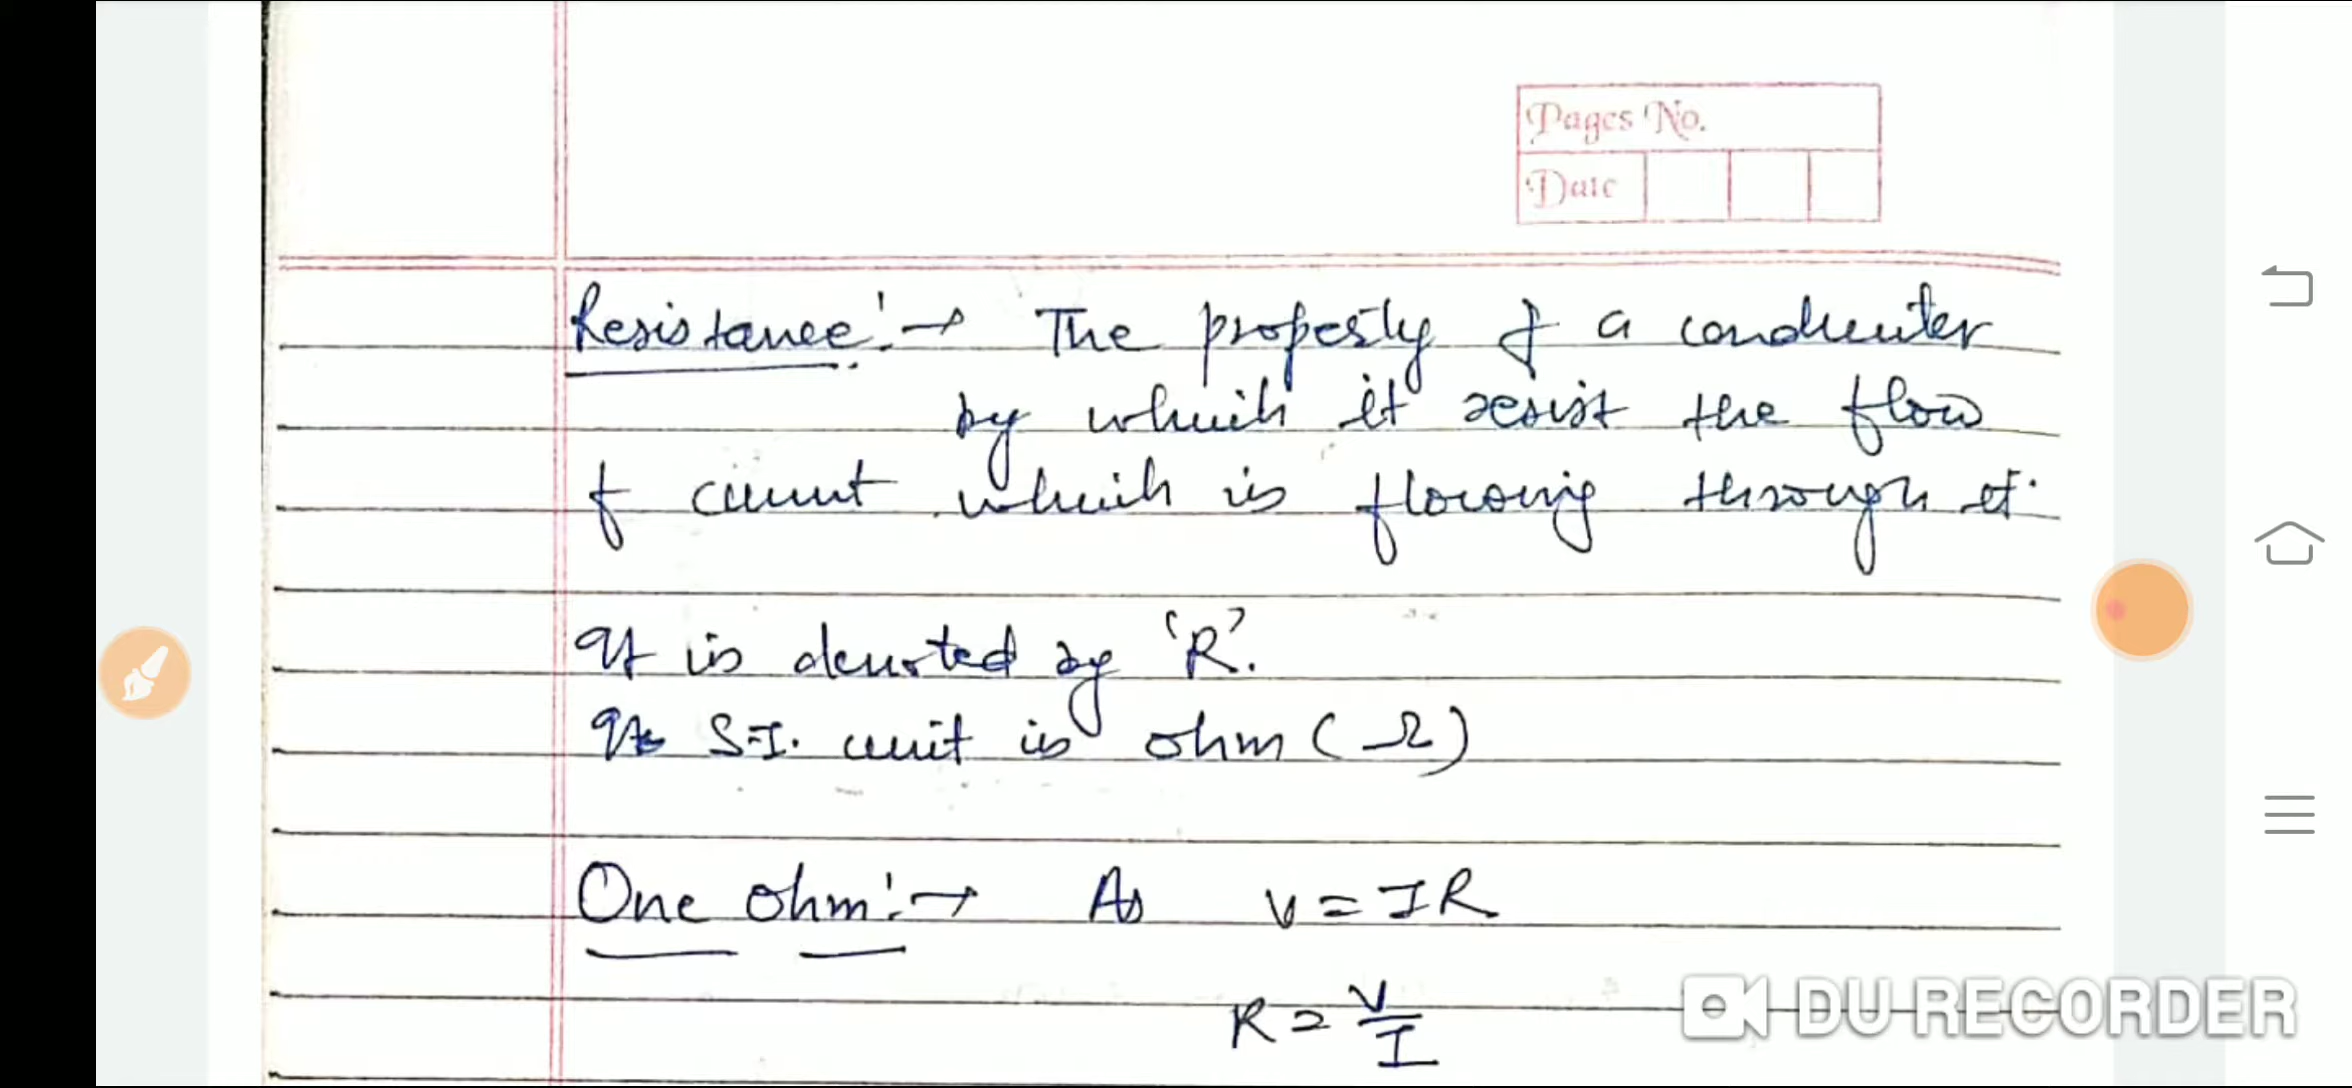 Pages No.
Date
Resistance:→ The property of a conducter
by which it resist the flow
of current which is flowing through it.
It is denoted by 'R'.
Its S.I. unit is ohm (Ω)
One ohm:→ As V = IR
R = V/I
DU RECORDER